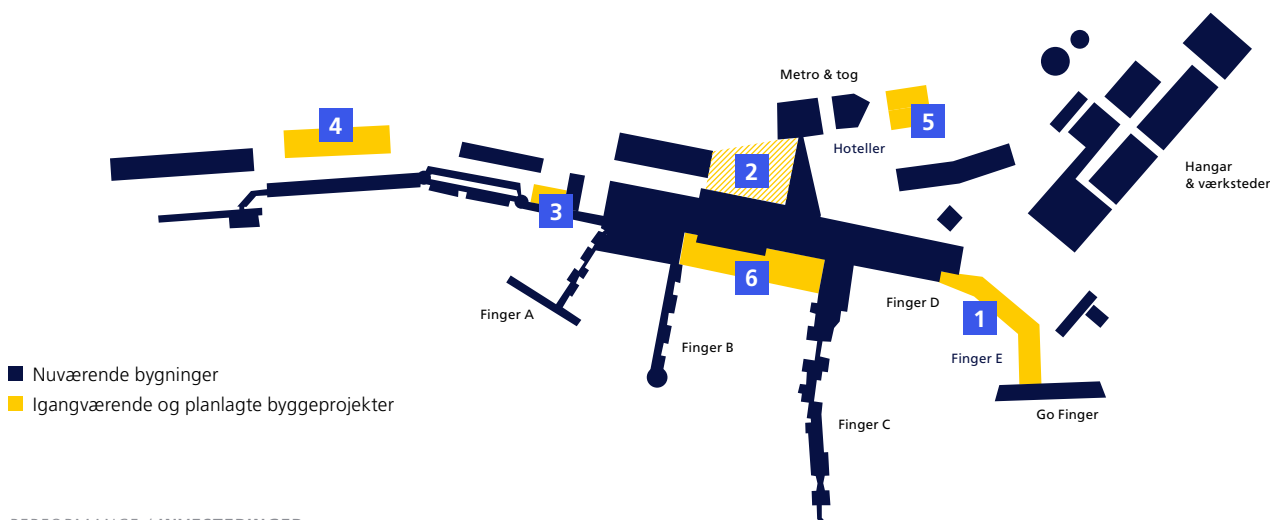 Metro & tog
4
5
Hoteller
2
Hangar
& værksteder
3
6
Finger D
Finger A
1
Finger B
Finger E
Nuværende bygninger
Igangværende og planlagte byggeprojekter
Go Finger
Finger C